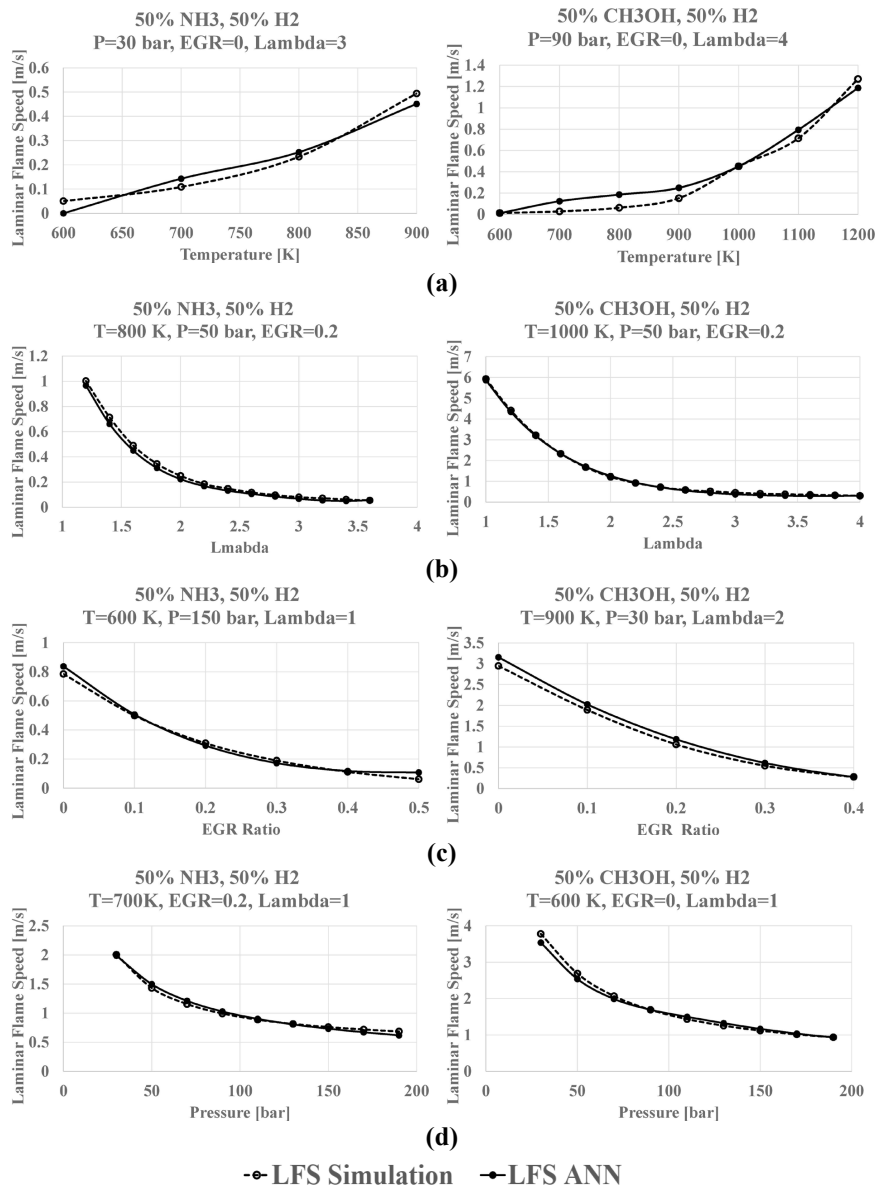 50% NH3, 50% H2
P=30 bar, EGR=0, Lambda=3
Laminar Flame Speed [m/s]
0.6
0.5
0.4
0.3
0.2
0.1
0
600 650 700 750 800 850 900
Temperature [K]
50% CH3OH, 50% H2
P=90 bar, EGR=0, Lambda=4
Laminar Flame Speed [m/s]
1.4
1.2
1
0.8
0.6
0.4
0.2
0
600 700 800 900 1000 1100 1200
Temperature [K]
(a)
50% NH3, 50% H2
T=800 K, P=50 bar, EGR=0.2
Laminar Flame Speed [m/s]
1.2
1
0.8
0.6
0.4
0.2
0
1 1.5 2 2.5 3 3.5 4
Lmabda
50% CH3OH, 50% H2
T=1000 K, P=50 bar, EGR=0.2
Laminar Flame Speed [m/s]
7
6
5
4
3
2
1
0
1 1.5 2 2.5 3 3.5 4
Lambda
(b)
50% NH3, 50% H2
T=600 K, P=150 bar, Lambda=1
Laminar Flame Speed [m/s]
1
0.8
0.6
0.4
0.2
0
0 0.1 0.2 0.3 0.4 0.5
EGR Ratio
50% CH3OH, 50% H2
T=900 K, P=30 bar, Lambda=2
Laminar Flame Speed [m/s]
3.5
3
2.5
2
1.5
1
0.5
0
0 0.1 0.2 0.3 0.4
EGR Ratio
(c)
50% NH3, 50% H2
T=700K, EGR=0.2, Lambda=1
Laminar Flame Speed [m/s]
2.5
2
1.5
1
0.5
0
0 50 100 150 200
Pressure [bar]
50% CH3OH, 50% H2
T=600 K, EGR=0, Lambda=1
Laminar Flame Speed [m/s]
4
3
2
1
0
0 50 100 150 200
Pressure [bar]
(d)
LFS Simulation LFS ANN